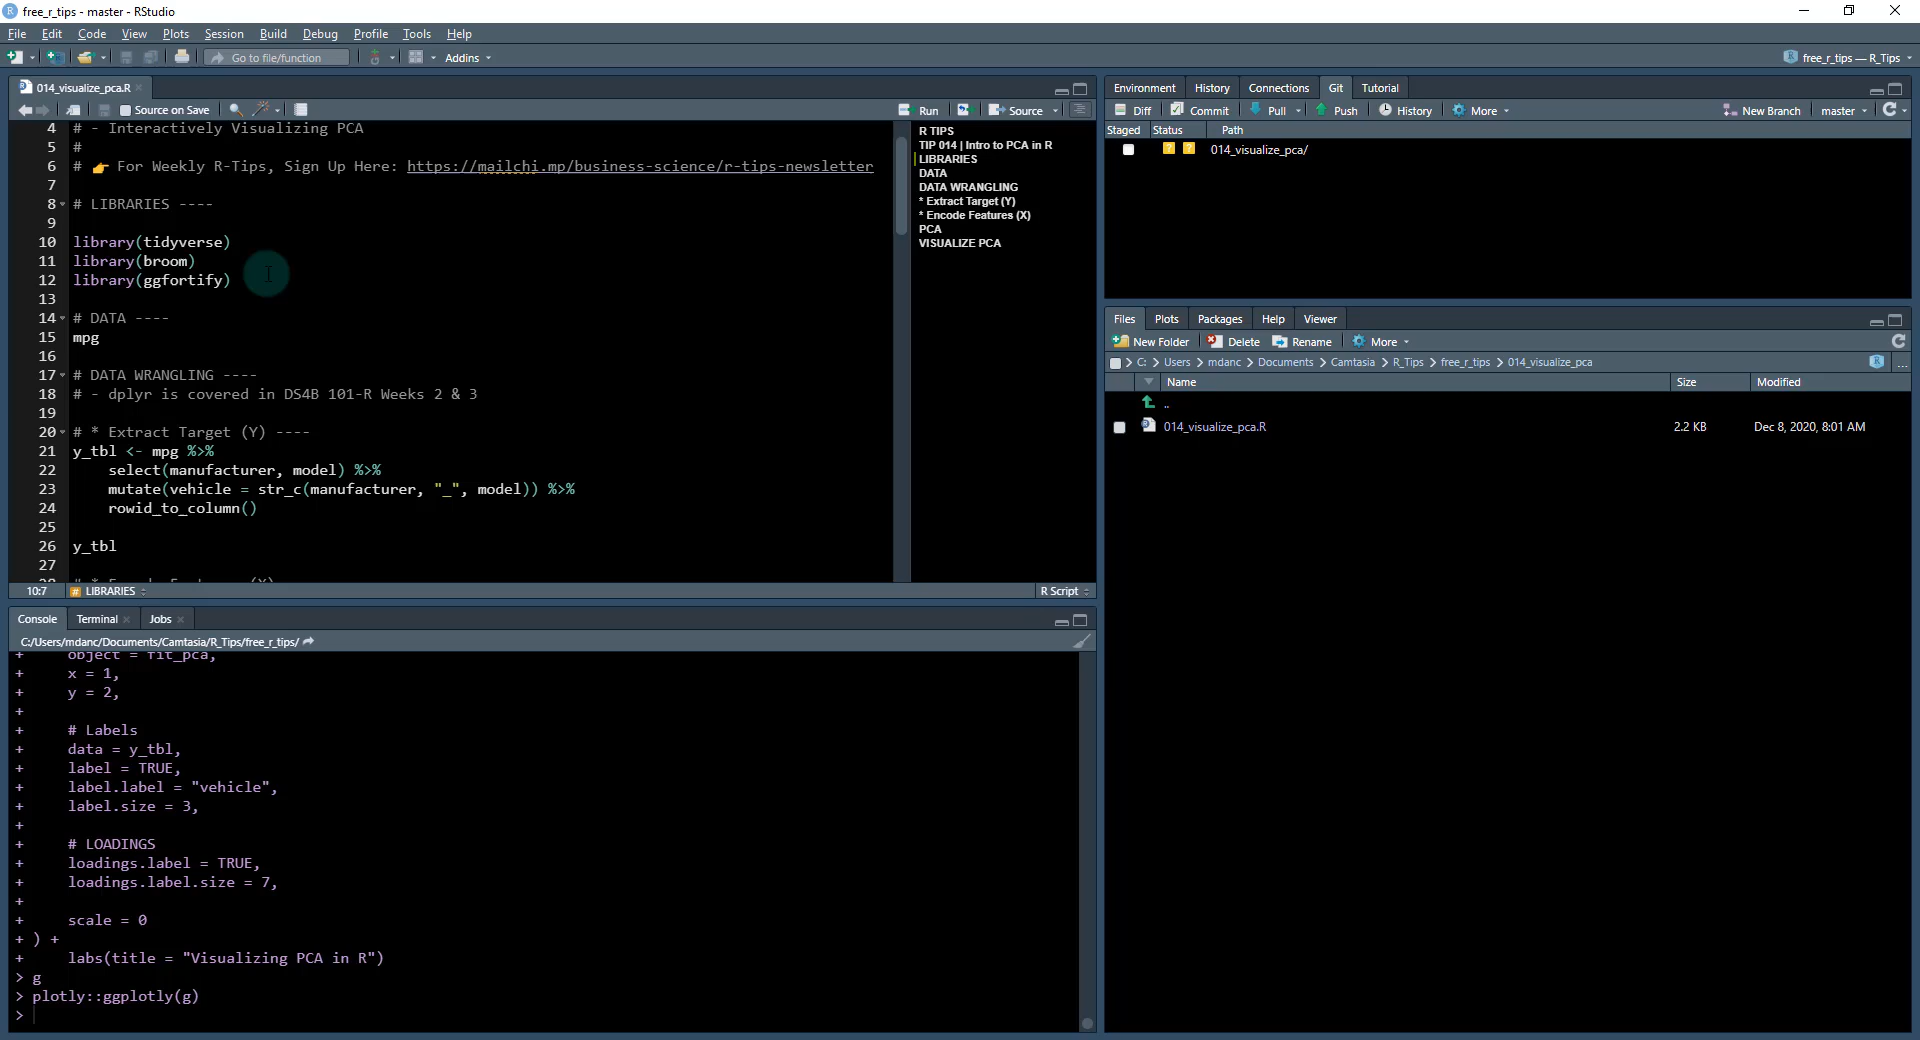 free_r_tips - master - RStudio
File Edit Code View Plots Session Build Debug Profile Tools Help
Go to file/function Addins free_r_tips — R_Tips
014_visualize_pca.R
Source on Save Run Source
4 # - Interactively Visualizing PCA
5 #
6 # 👉 For Weekly R-Tips, Sign Up Here: https://mailchi.mp/business-science/r-tips-newsletter
7
8 # LIBRARIES ----
9
10 library(tidyverse)
11 library(broom)
12 library(ggfortify)
13
14 # DATA ----
15 mpg
16
17 # DATA WRANGLING ----
18 # - dplyr is covered in DS4B 101-R Weeks 2 & 3
19
20 # * Extract Target (Y) ----
21 y_tbl <- mpg %>%
22 select(manufacturer, model) %>%
23 mutate(vehicle = str_c(manufacturer, "_", model)) %>%
24 rowid_to_column()
25
26 y_tbl
27
R TIPS
TIP 014 | Intro to PCA in R
LIBRARIES
DATA
DATA WRANGLING
* Extract Target (Y)
* Encode Features (X)
PCA
VISUALIZE PCA
10:7 # LIBRARIES R Script
Console Terminal Jobs
C:/Users/mdanc/Documents/Camtasia/R_Tips/free_r_tips/
+ object = fit_pca,
+ x = 1,
+ y = 2,
+
+ # Labels
+ data = y_tbl,
+ label = TRUE,
+ label.label = "vehicle",
+ label.size = 3,
+
+ # LOADINGS
+ loadings.label = TRUE,
+ loadings.label.size = 7,
+
+ scale = 0
+ ) +
+ labs(title = "Visualizing PCA in R")
> g
> plotly::ggplotly(g)
>
Environment History Connections Git Tutorial
Diff Commit Pull Push History More New Branch master
Staged Status Path
? ? 014_visualize_pca/
Files Plots Packages Help Viewer
New Folder Delete Rename More
C: > Users > mdanc > Documents > Camtasia > R_Tips > free_r_tips > 014_visualize_pca ...
Name Size Modified
..
014_visualize_pca.R 2.2 KB Dec 8, 2020, 8:01 AM